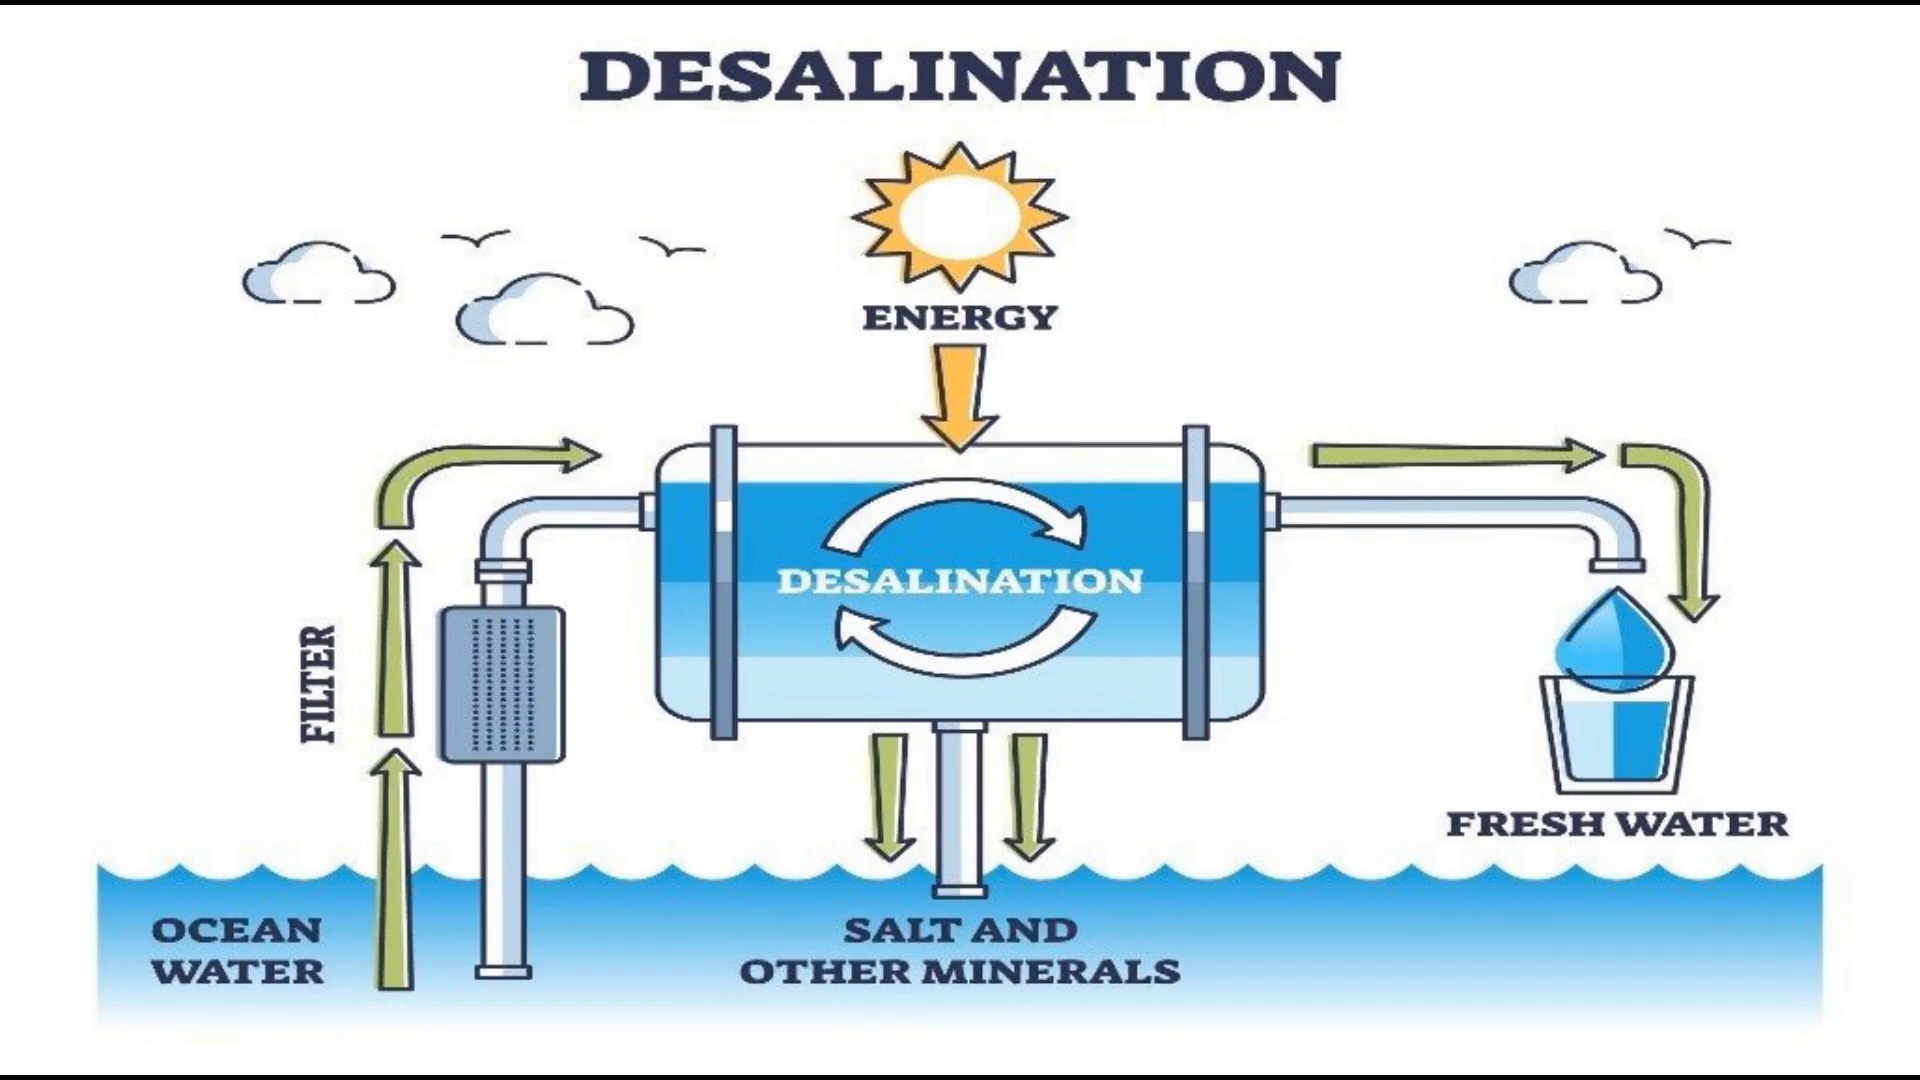 DESALINATION
ENERGY
DESALINATION
FILTER
FRESH WATER
OCEAN
WATER
SALT AND
OTHER MINERALS